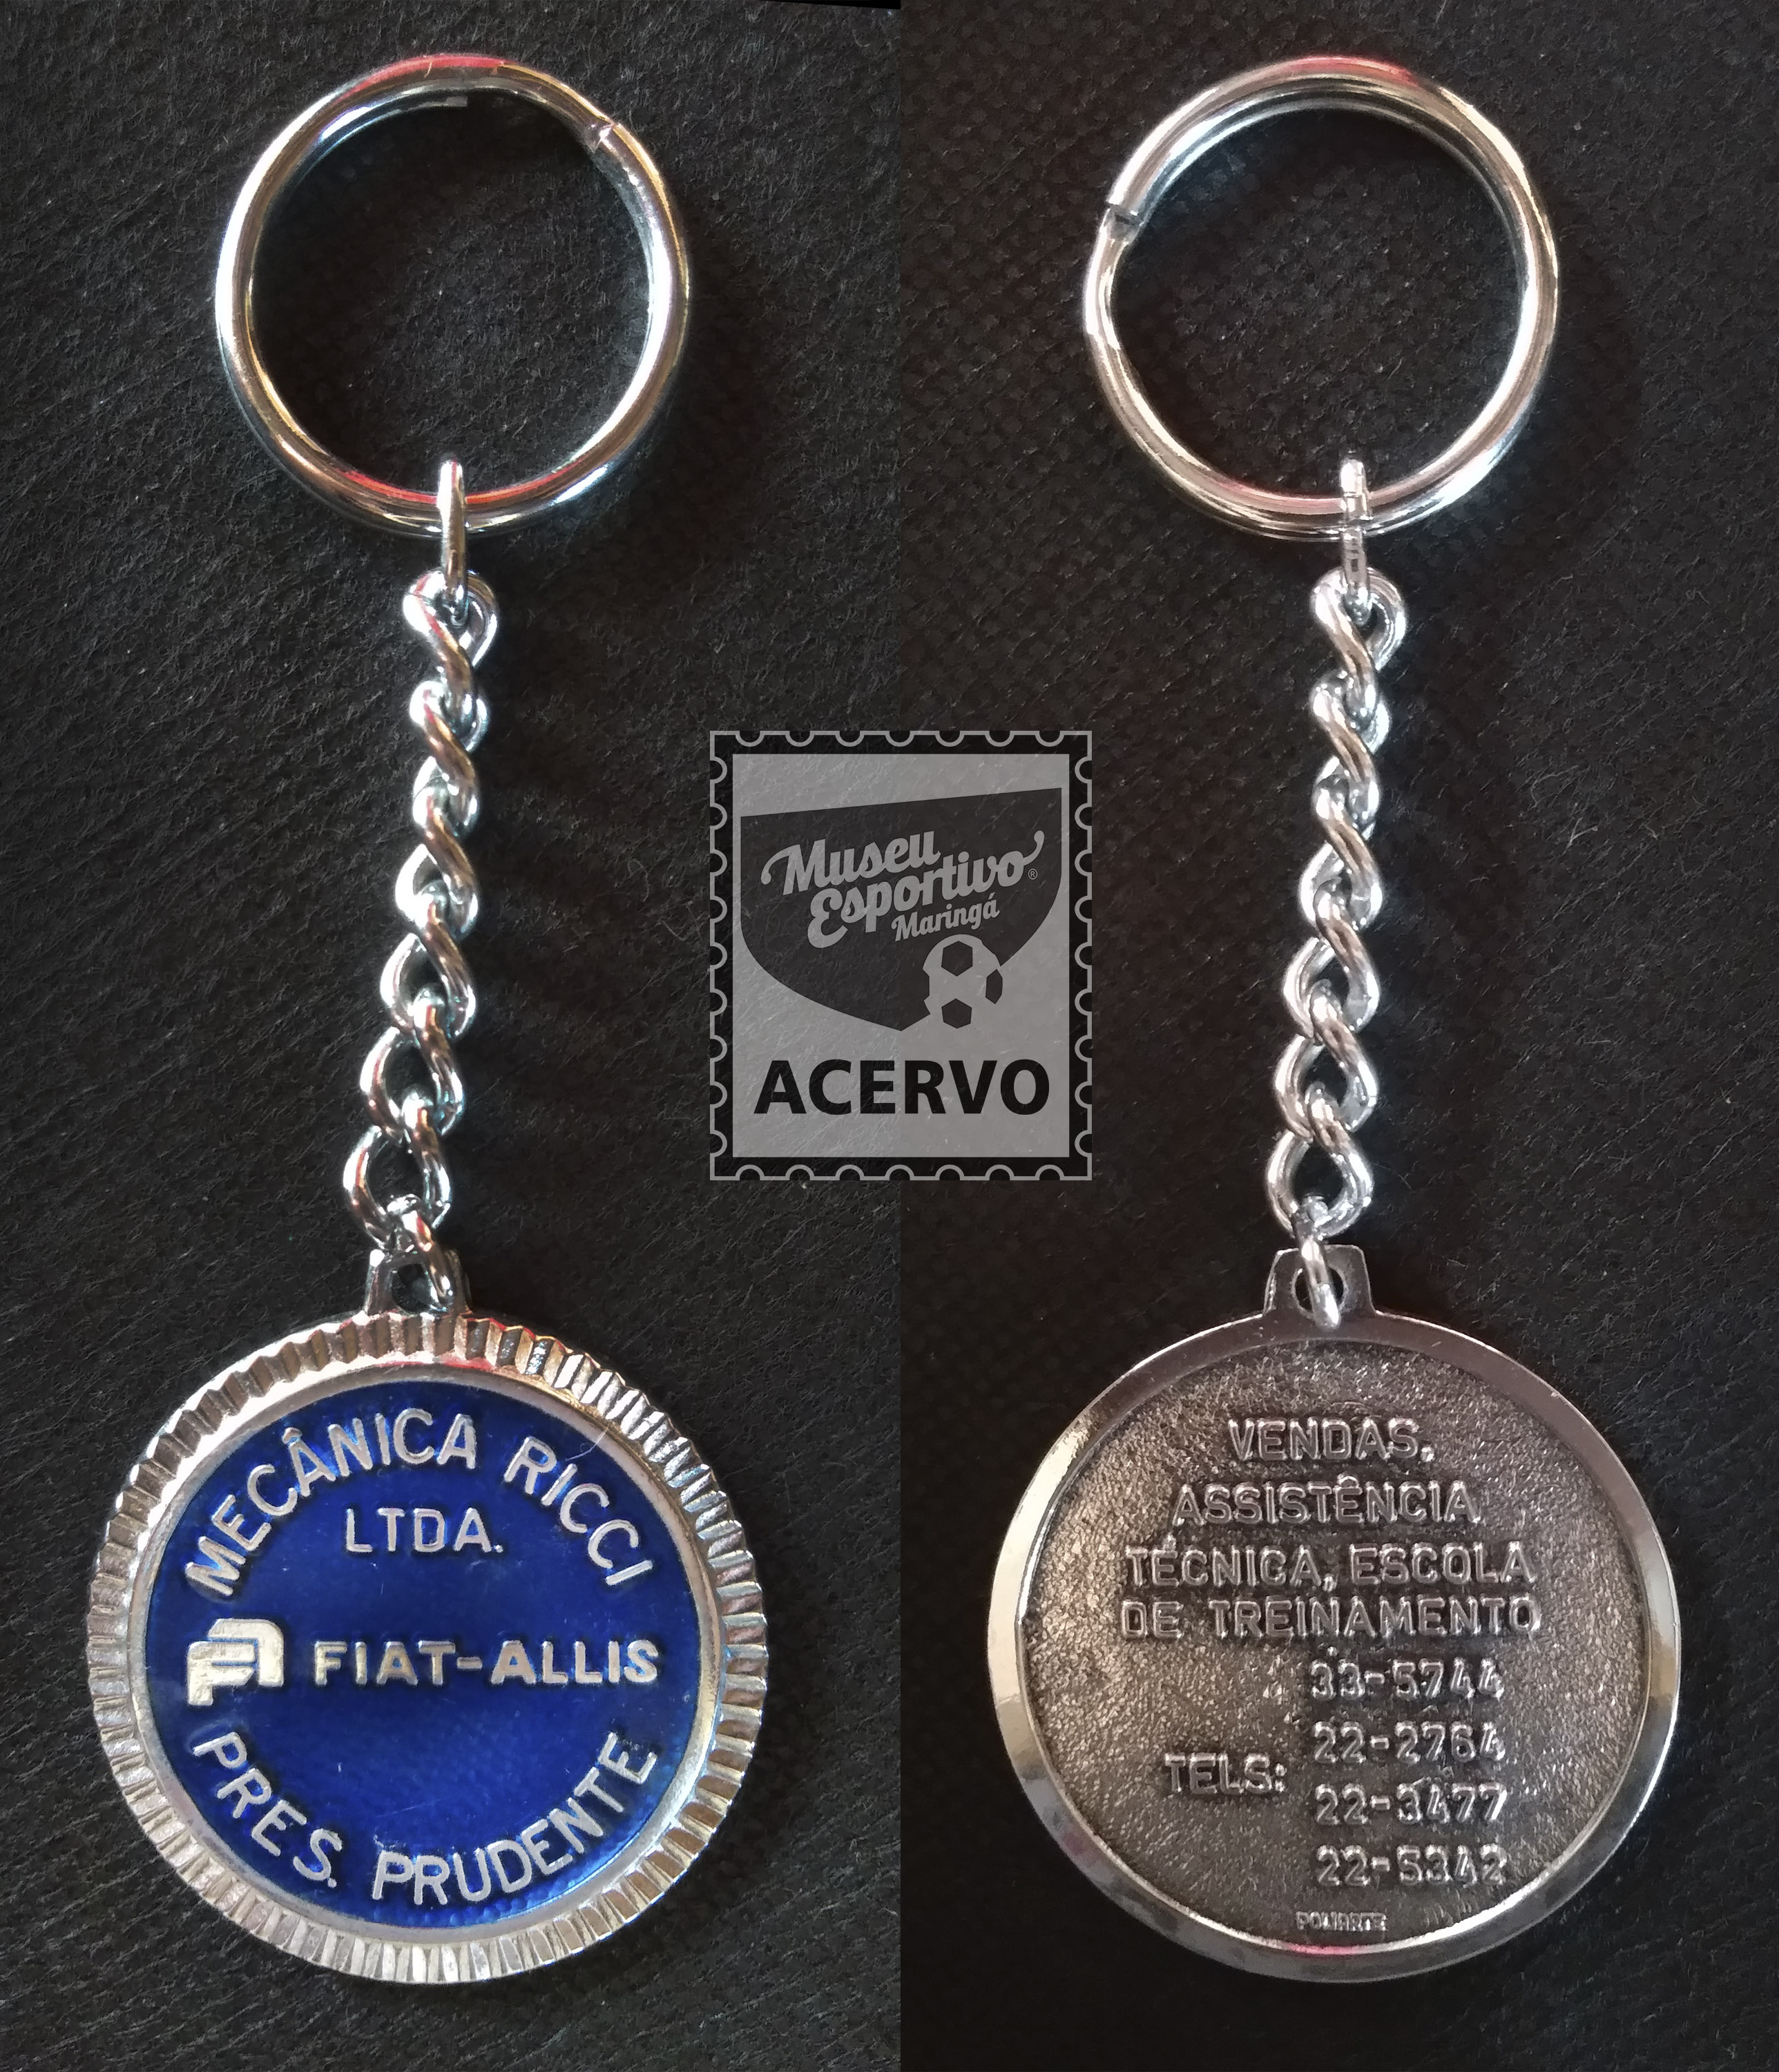 MECÂNICA RICCI
LTDA.
FA FIAT-ALLIS
PRES. PRUDENTE
Museu
Esportivo®
Maringá
ACERVO
VENDAS,
ASSISTÊNCIA
TÉCNICA, ESCOLA
DE TREINAMENTO
33-5744
22-2764
TELS:
22-3477
22-5342
POLIARTE